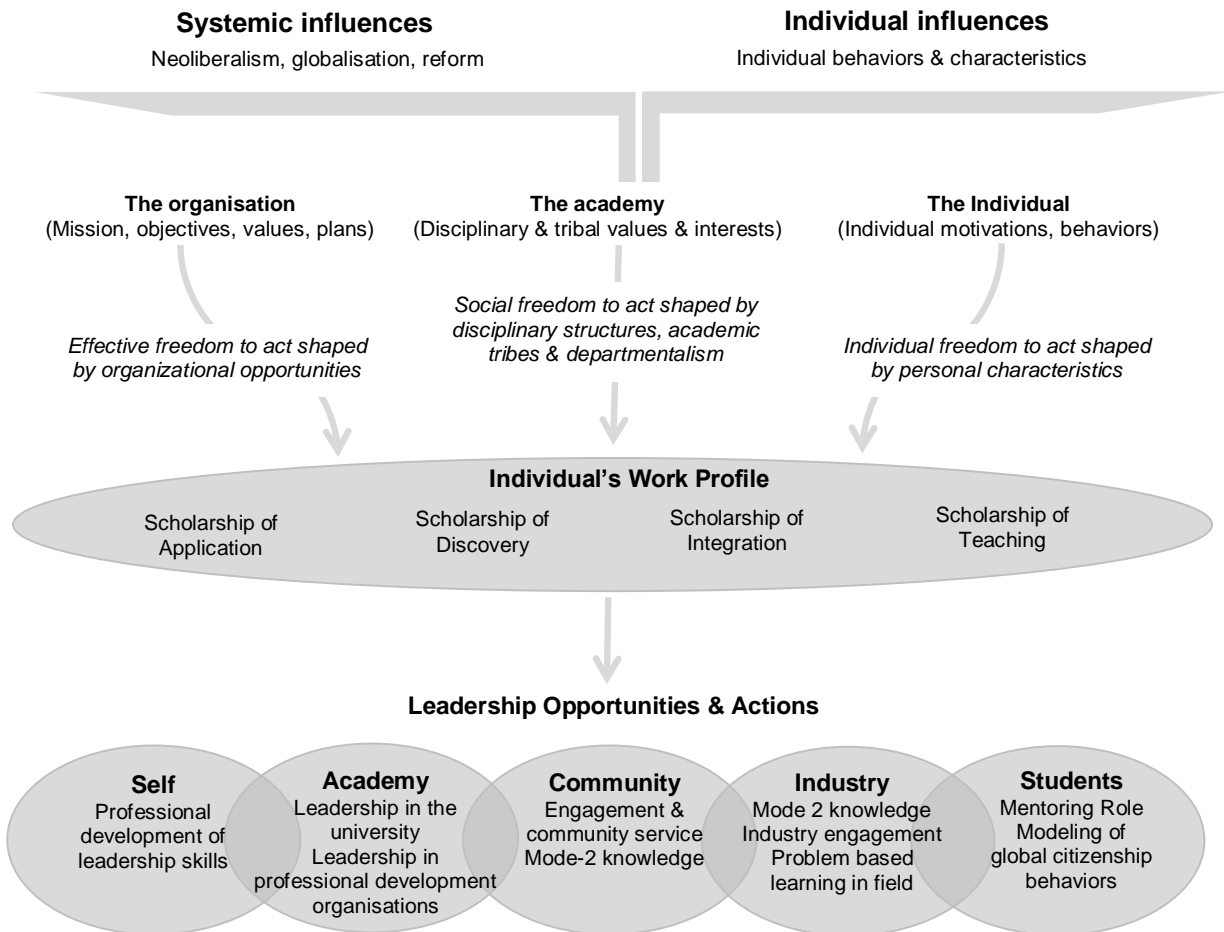 Systemic influences
Neoliberalism, globalisation, reform
Individual influences
Individual behaviors & characteristics
The organisation
(Mission, objectives, values, plans)
The academy
(Disciplinary & tribal values & interests)
The Individual
(Individual motivations, behaviors)
Effective freedom to act shaped
by organizational opportunities
Social freedom to act shaped by
disciplinary structures, academic
tribes & departmentalism
Individual freedom to act shaped
by personal characteristics
Individual's Work Profile
Scholarship of
Application
Scholarship of
Discovery
Scholarship of
Integration
Scholarship of
Teaching
Leadership Opportunities & Actions
Self
Professional
development of
leadership skills
Academy
Leadership in the
university
Leadership in
professional development
organisations
Community
Engagement &
community service
Mode-2 knowledge
Industry
Mode 2 knowledge
Industry engagement
Problem based
learning in field
Students
Mentoring Role
Modeling of
global citizenship
behaviors